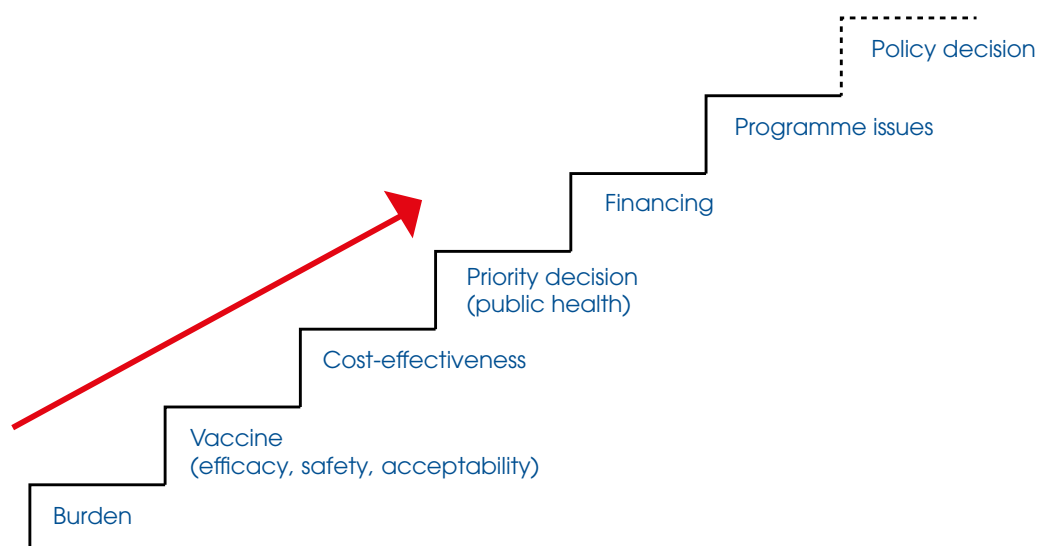 Policy decision
Programme issues
Financing
Priority decision
(public health)
Cost-effectiveness
Vaccine
(efficacy, safety, acceptability)
Burden